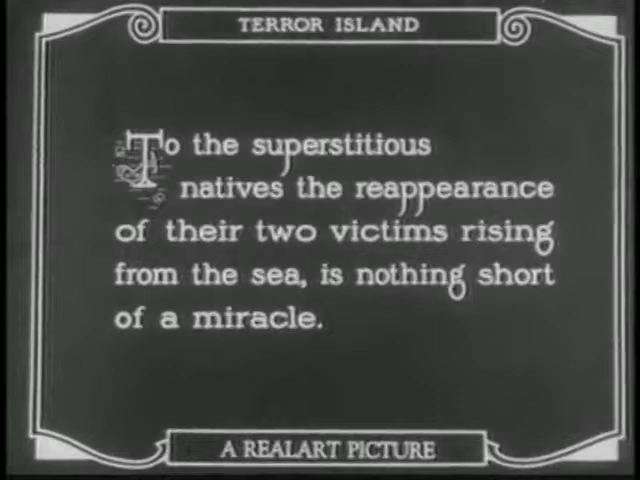 TERROR ISLAND
To the superstitious
natives the reappearance
of their two victims rising
from the sea, is nothing short
of a miracle.
A REALART PICTURE